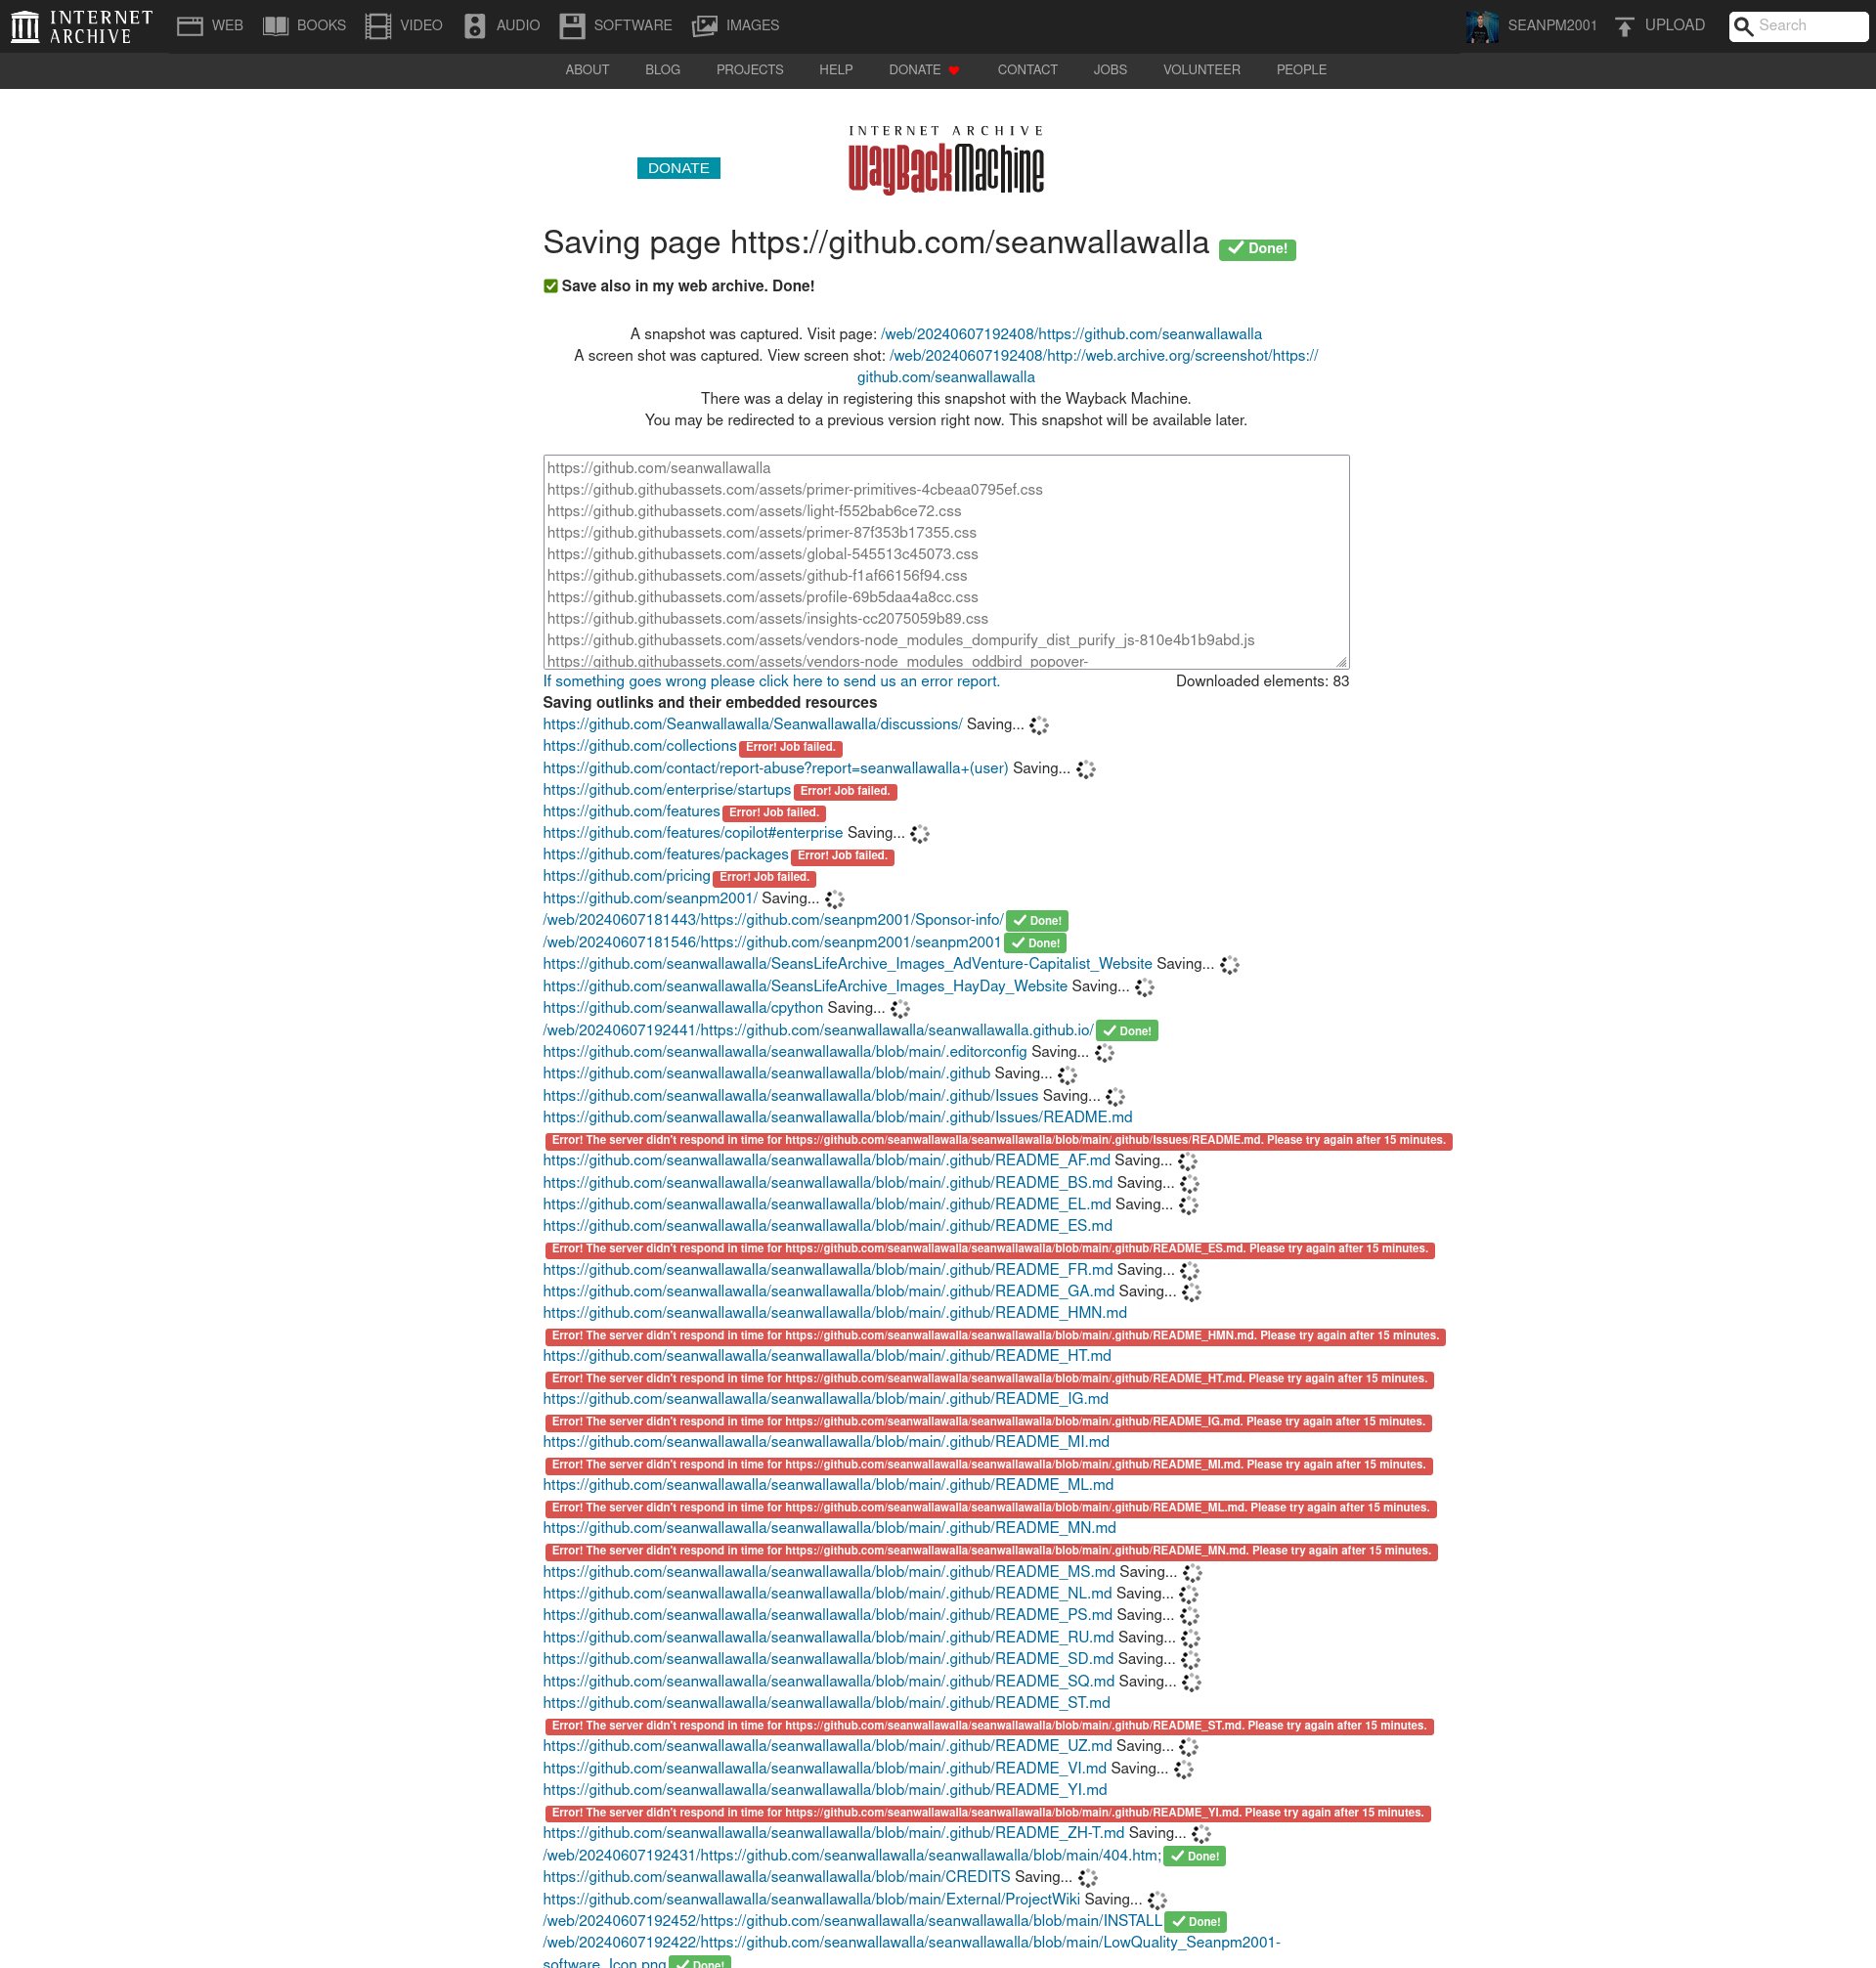 INTERNET ARCHIVE
WEB BOOKS VIDEO AUDIO SOFTWARE IMAGES SEANPM2001 UPLOAD Search
ABOUT BLOG PROJECTS HELP DONATE CONTACT JOBS VOLUNTEER PEOPLE
INTERNET ARCHIVE
DONATE WayBackMachine
Saving page https://github.com/seanwallawalla Done!
Save also in my web archive. Done!
A snapshot was captured. Visit page: /web/20240607192408/https://github.com/seanwallawalla
A screen shot was captured. View screen shot: /web/20240607192408/http://web.archive.org/screenshot/https://
github.com/seanwallawalla
There was a delay in registering this snapshot with the Wayback Machine.
You may be redirected to a previous version right now. This snapshot will be available later.
https://github.com/seanwallawalla
https://github.githubassets.com/assets/primer-primitives-4cbeaa0795ef.css
https://github.githubassets.com/assets/light-f552bab6ce72.css
https://github.githubassets.com/assets/primer-87f353b17355.css
https://github.githubassets.com/assets/global-545513c45073.css
https://github.githubassets.com/assets/github-f1af66156f94.css
https://github.githubassets.com/assets/profile-69b5daa4a8cc.css
https://github.githubassets.com/assets/insights-cc2075059b89.css
https://github.githubassets.com/assets/vendors-node_modules_dompurify_dist_purify_js-810e4b1b9abd.js
https://github.githubassets.com/assets/vendors-node_modules_oddbird_popover-
If something goes wrong please click here to send us an error report. Downloaded elements: 83
Saving outlinks and their embedded resources
https://github.com/Seanwallawalla/Seanwallawalla/discussions/ Saving...
https://github.com/collections Error! Job failed.
https://github.com/contact/report-abuse?report=seanwallawalla+(user) Saving...
https://github.com/enterprise/startups Error! Job failed.
https://github.com/features Error! Job failed.
https://github.com/features/copilot#enterprise Saving...
https://github.com/features/packages Error! Job failed.
https://github.com/pricing Error! Job failed.
https://github.com/seanpm2001/ Saving...
/web/20240607181443/https://github.com/seanpm2001/Sponsor-info/ Done!
/web/20240607181546/https://github.com/seanpm2001/seanpm2001 Done!
https://github.com/seanwallawalla/SeansLifeArchive_Images_AdVenture-Capitalist_Website Saving...
https://github.com/seanwallawalla/SeansLifeArchive_Images_HayDay_Website Saving...
https://github.com/seanwallawalla/cpython Saving...
/web/20240607192441/https://github.com/seanwallawalla/seanwallawalla.github.io/ Done!
https://github.com/seanwallawalla/seanwallawalla/blob/main/.editorconfig Saving...
https://github.com/seanwallawalla/seanwallawalla/blob/main/.github Saving...
https://github.com/seanwallawalla/seanwallawalla/blob/main/.github/Issues Saving...
https://github.com/seanwallawalla/seanwallawalla/blob/main/.github/Issues/README.md
Error! The server didn't respond in time for https://github.com/seanwallawalla/seanwallawalla/blob/main/.github/Issues/README.md. Please try again after 15 minutes.
https://github.com/seanwallawalla/seanwallawalla/blob/main/.github/README_AF.md Saving...
https://github.com/seanwallawalla/seanwallawalla/blob/main/.github/README_BS.md Saving...
https://github.com/seanwallawalla/seanwallawalla/blob/main/.github/README_EL.md Saving...
https://github.com/seanwallawalla/seanwallawalla/blob/main/.github/README_ES.md
Error! The server didn't respond in time for https://github.com/seanwallawalla/seanwallawalla/blob/main/.github/README_ES.md. Please try again after 15 minutes.
https://github.com/seanwallawalla/seanwallawalla/blob/main/.github/README_FR.md Saving...
https://github.com/seanwallawalla/seanwallawalla/blob/main/.github/README_GA.md Saving...
https://github.com/seanwallawalla/seanwallawalla/blob/main/.github/README_HMN.md
Error! The server didn't respond in time for https://github.com/seanwallawalla/seanwallawalla/blob/main/.github/README_HMN.md. Please try again after 15 minutes.
https://github.com/seanwallawalla/seanwallawalla/blob/main/.github/README_HT.md
Error! The server didn't respond in time for https://github.com/seanwallawalla/seanwallawalla/blob/main/.github/README_HT.md. Please try again after 15 minutes.
https://github.com/seanwallawalla/seanwallawalla/blob/main/.github/README_IG.md
Error! The server didn't respond in time for https://github.com/seanwallawalla/seanwallawalla/blob/main/.github/README_IG.md. Please try again after 15 minutes.
https://github.com/seanwallawalla/seanwallawalla/blob/main/.github/README_MI.md
Error! The server didn't respond in time for https://github.com/seanwallawalla/seanwallawalla/blob/main/.github/README_MI.md. Please try again after 15 minutes.
https://github.com/seanwallawalla/seanwallawalla/blob/main/.github/README_ML.md
Error! The server didn't respond in time for https://github.com/seanwallawalla/seanwallawalla/blob/main/.github/README_ML.md. Please try again after 15 minutes.
https://github.com/seanwallawalla/seanwallawalla/blob/main/.github/README_MN.md
Error! The server didn't respond in time for https://github.com/seanwallawalla/seanwallawalla/blob/main/.github/README_MN.md. Please try again after 15 minutes.
https://github.com/seanwallawalla/seanwallawalla/blob/main/.github/README_MS.md Saving...
https://github.com/seanwallawalla/seanwallawalla/blob/main/.github/README_NL.md Saving...
https://github.com/seanwallawalla/seanwallawalla/blob/main/.github/README_PS.md Saving...
https://github.com/seanwallawalla/seanwallawalla/blob/main/.github/README_RU.md Saving...
https://github.com/seanwallawalla/seanwallawalla/blob/main/.github/README_SD.md Saving...
https://github.com/seanwallawalla/seanwallawalla/blob/main/.github/README_SQ.md Saving...
https://github.com/seanwallawalla/seanwallawalla/blob/main/.github/README_ST.md
Error! The server didn't respond in time for https://github.com/seanwallawalla/seanwallawalla/blob/main/.github/README_ST.md. Please try again after 15 minutes.
https://github.com/seanwallawalla/seanwallawalla/blob/main/.github/README_UZ.md Saving...
https://github.com/seanwallawalla/seanwallawalla/blob/main/.github/README_VI.md Saving...
https://github.com/seanwallawalla/seanwallawalla/blob/main/.github/README_YI.md
Error! The server didn't respond in time for https://github.com/seanwallawalla/seanwallawalla/blob/main/.github/README_YI.md. Please try again after 15 minutes.
https://github.com/seanwallawalla/seanwallawalla/blob/main/.github/README_ZH-T.md Saving...
/web/20240607192431/https://github.com/seanwallawalla/seanwallawalla/blob/main/404.htm; Done!
https://github.com/seanwallawalla/seanwallawalla/blob/main/CREDITS Saving...
https://github.com/seanwallawalla/seanwallawalla/blob/main/External/ProjectWiki Saving...
/web/20240607192452/https://github.com/seanwallawalla/seanwallawalla/blob/main/INSTALL Done!
/web/20240607192422/https://github.com/seanwallawalla/seanwallawalla/blob/main/LowQuality_Seanpm2001-
software_Icon.png Done!